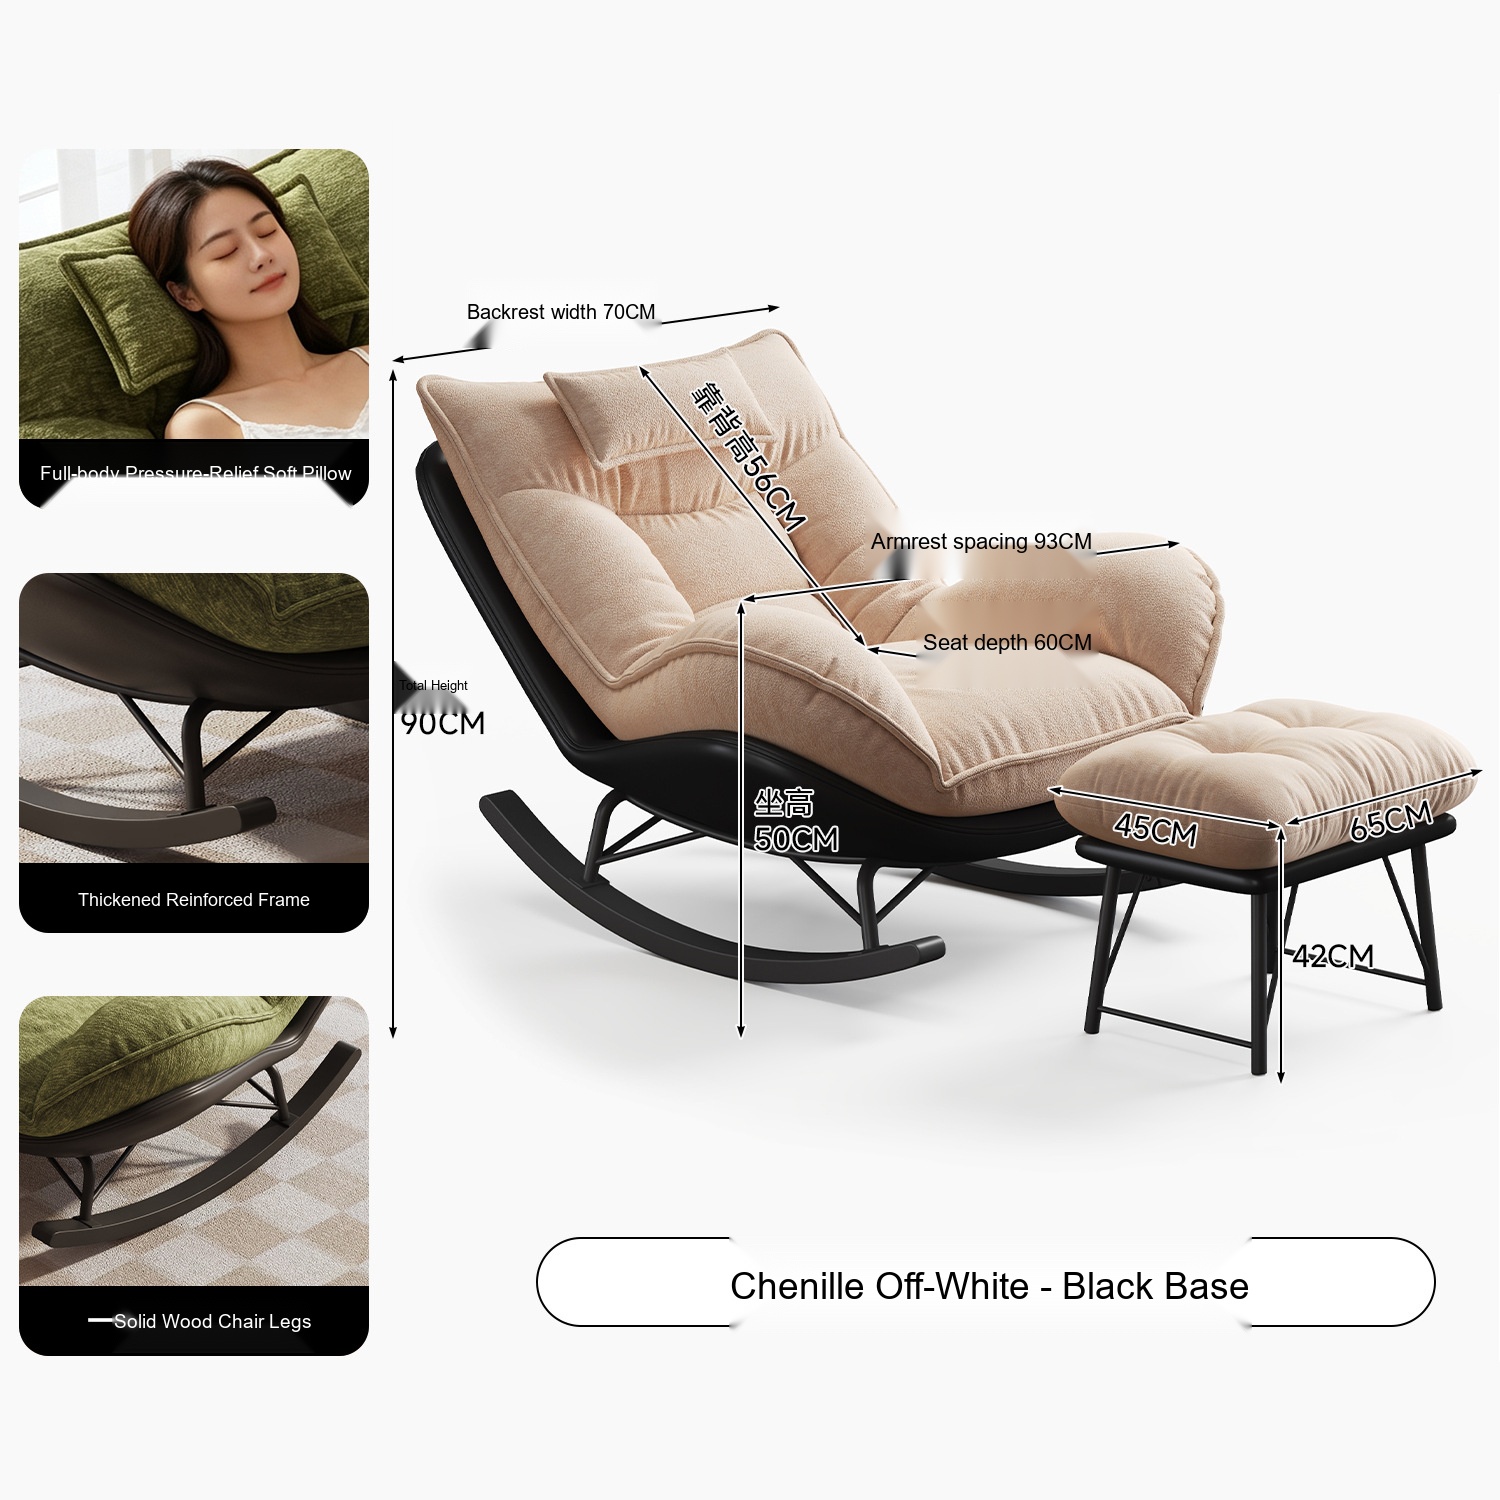 Full-body Pressure-Relief Soft Pillow
Thickened Reinforced Frame
Solid Wood Chair Legs
Backrest width 70CM
靠背高56CM
Armrest spacing 93CM
Seat depth 60CM
Total Height
90CM
坐高
50CM
45CM
65CM
42CM
Chenille Off-White - Black Base